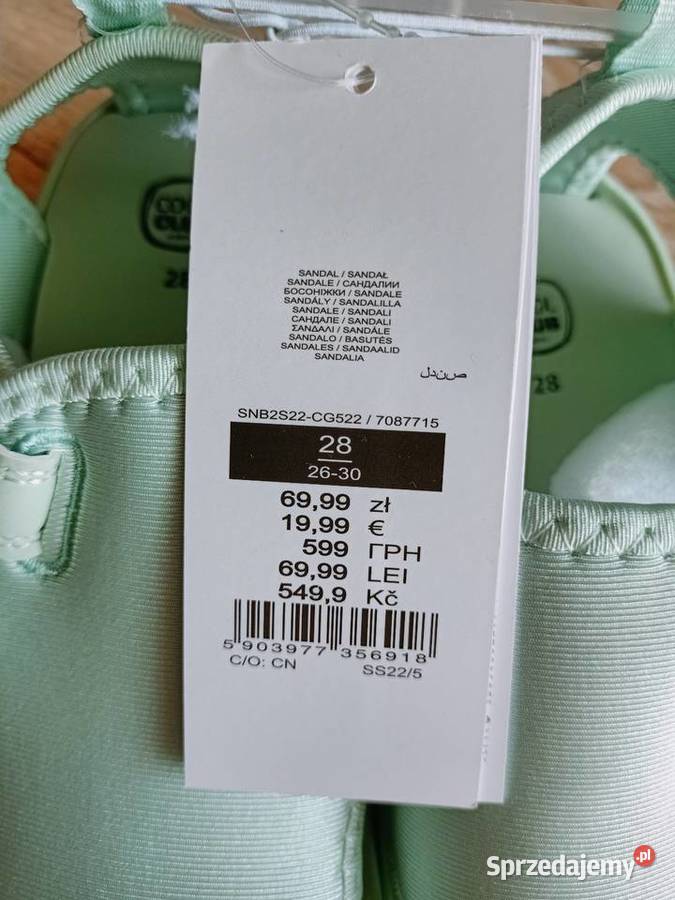 28
SANDAL / SANDAŁ
SANDALE / САНДАЛИИ
БОСОНІЖКИ / SANDALE
SANDÁLY / SANDALILLA
SANDALE / SANDALI
САНДАЛЕ / SANDALI
ΣΑΝΔΑΛΙ / SANDÁLE
SANDALO / BASUTÉS
SANDALES / SANDAALID
SANDALIA
صندل
SNB2S22-CG522 / 7087715
28
26-30
69,99 zł
19,99 €
599 ГРН
69,99 LEI
549,9 Kč
5 903977 356918
C/O: CN SS22/5
28
Sprzedajemy.pl